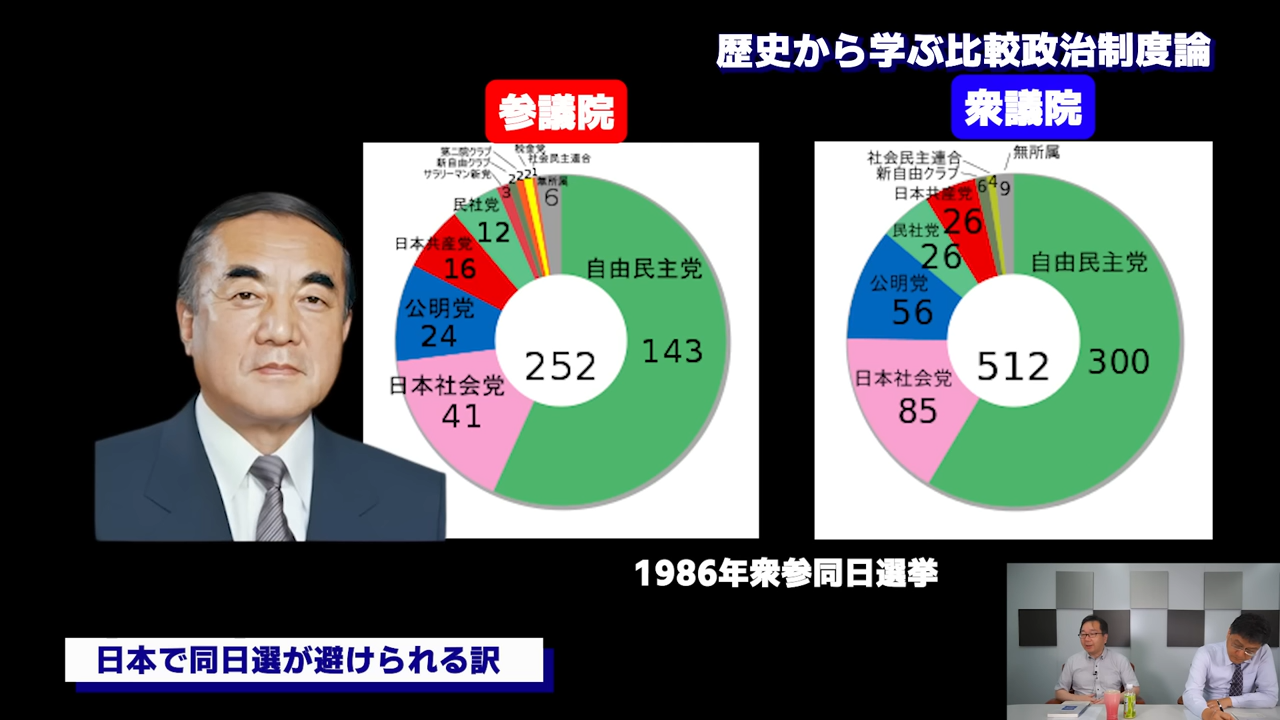 歴史から学ぶ比較政治制度論
参議院
第二院クラブ
税金党
新自由クラブ
社会民主連合
サラリーマン新党
無所属
3
2
2
2
1
6
民社党
12
日本共産党
16
公明党
24
日本社会党
41
自由民主党
143
252
衆議院
社会民主連合
無所属
新自由クラブ
日本共産党
26
6
4
9
民社党
26
公明党
56
日本社会党
85
自由民主党
300
512
1986年衆参同日選挙
日本で同日選が避けられる訳